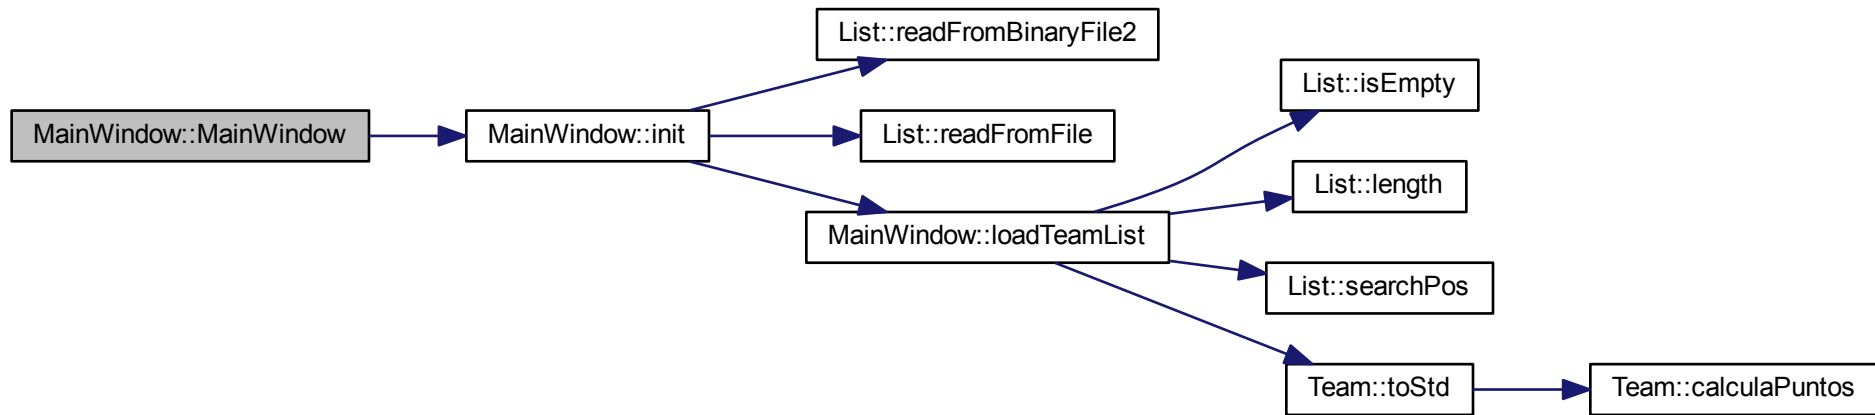 MainWindow::MainWindow
MainWindow::init
List::readFromBinaryFile2
List::readFromFile
MainWindow::loadTeamList
List::isEmpty
List::length
List::searchPos
Team::toStd
Team::calculaPuntos